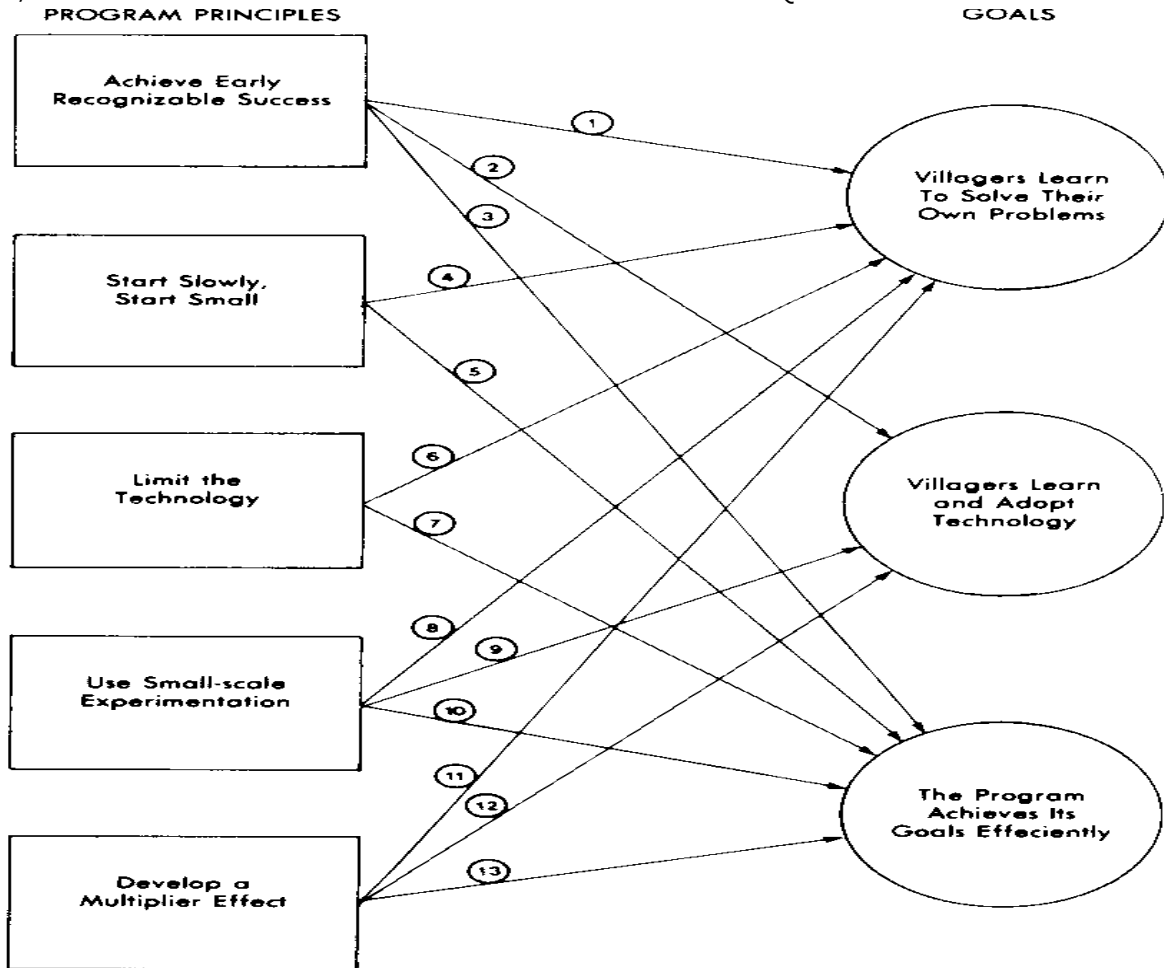 PROGRAM PRINCIPLES
GOALS
Achieve Early
Recognizable Success
Start Slowly,
Start Small
Limit the
Technology
Use Small-scale
Experimentation
Develop a
Multiplier Effect
1
2
3
4
5
6
7
8
9
10
11
12
13
Villagers Learn
To Solve Their
Own Problems
Villagers Learn
and Adopt
Technology
The Program
Achieves Its
Goals Effeciently